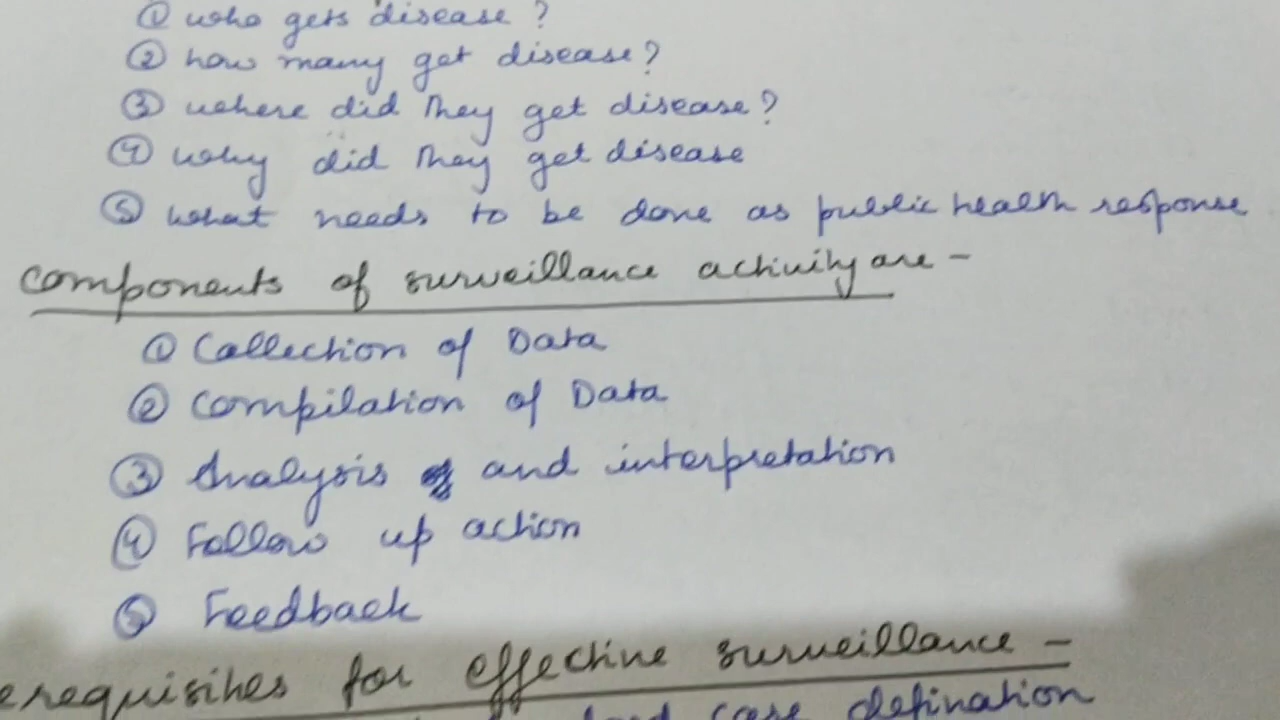 ① who gets disease?
② how many get disease?
③ where did they get disease?
④ why did they get disease
⑤ what needs to be done as public health response
Components of surveillance activity are -
① Collection of Data
② Compilation of Data
③ Analysis and interpretation
④ Follow up action
⑤ Feedback
erequisites for effective surveillance -
case defination